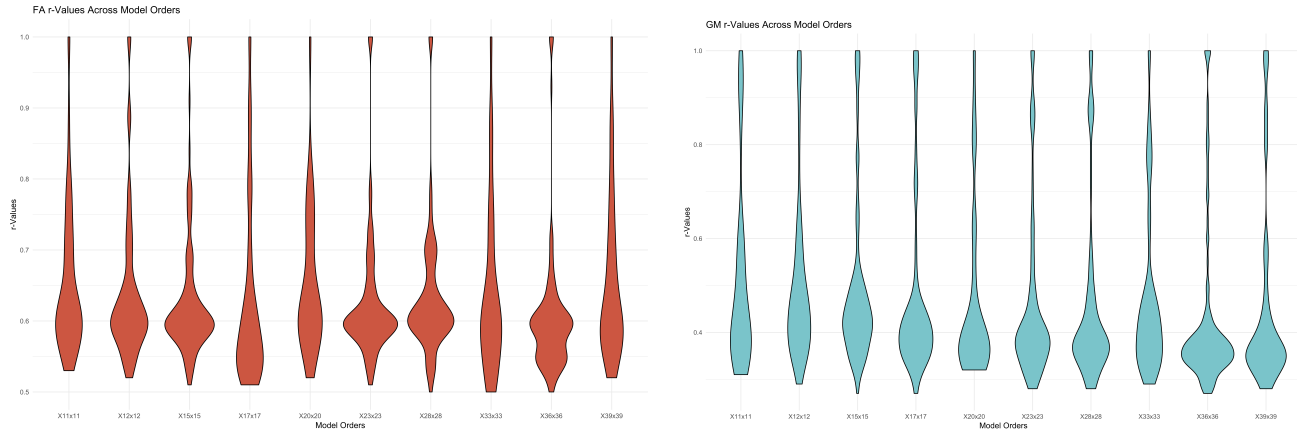 FA r-Values Across Model Orders
1.0
0.9
0.8
0.7
0.6
0.5
r-Values
X11x11 X12x12 X15x15 X17x17 X20x20 X23x23 X28x28 X33x33 X36x36 X39x39
Model Orders
GM r-Values Across Model Orders
1.0
0.8
0.6
0.4
r-Values
X11x11 X12x12 X15x15 X17x17 X20x20 X23x23 X28x28 X33x33 X36x36 X39x39
Model Orders